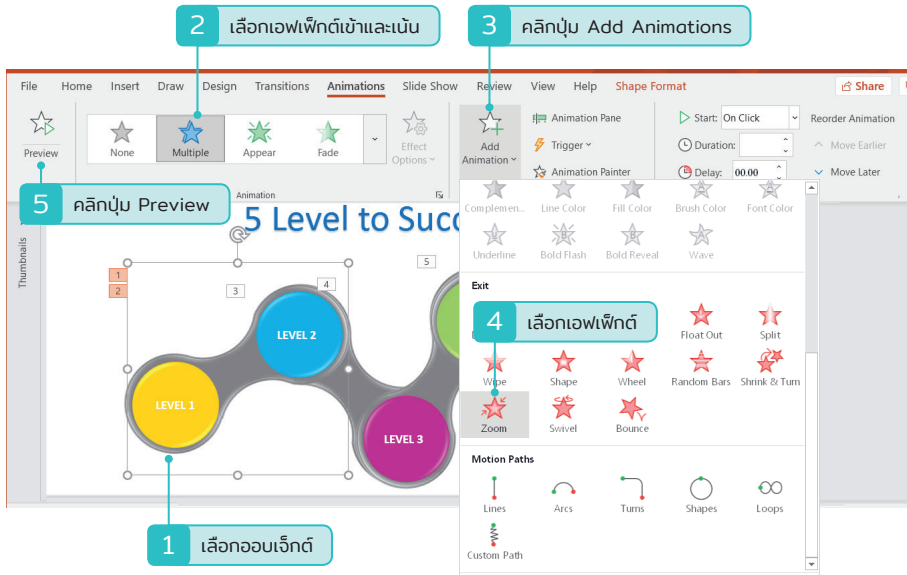 2 เลือกเอฟเฟ็กต์เข้าและเน้น
3 คลิกปุ่ม Add Animations
File Home Insert Draw Design Transitions Animations Slide Show Review View Help Shape Format Share
Preview
None Multiple Appear Fade
Effect Options
Add Animation
Animation Pane
Trigger
Animation Painter
Start: On Click
Duration:
Delay: 00.00
Reorder Animation
Move Earlier
Move Later
Animation
5 คลิกปุ่ม Preview
Thumbnails
5 Level to Succ
1
2
3
4
5
LEVEL 1
LEVEL 2
LEVEL 3
Complemen... Line Color Fill Color Brush Color Font Color
Underline Bold Flash Bold Reveal Wave
Exit
4 เลือกเอฟเฟ็กต์
Float Out Split
Wipe Shape Wheel Random Bars Shrink & Turn
Zoom Swivel Bounce
Motion Paths
Lines Arcs Turns Shapes Loops
Custom Path
1 เลือกออบเจ็กต์